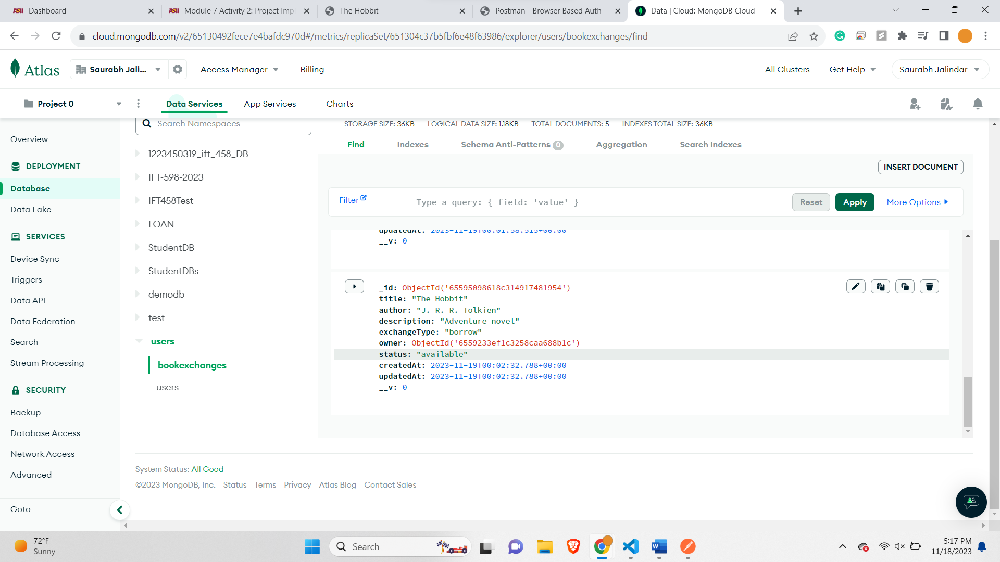 Dashboard
Module 7 Activity 2: Project Impl
The Hobbit
Postman - Browser Based Auth
Data | Cloud: MongoDB Cloud
cloud.mongodb.com/v2/65130492fece7e4bafdc970d#/metrics/replicaSet/651304c37b5fbf6e48f63986/explorer/users/bookexchanges/find
Atlas
Saurabh Jali...
Access Manager
Billing
All Clusters
Get Help
Saurabh Jalindar
Project 0
Data Services
App Services
Charts
Search Namespaces
STORAGE SIZE: 36KB LOGICAL DATA SIZE: 1.18KB TOTAL DOCUMENTS: 5 INDEXES TOTAL SIZE: 36KB
Find
Indexes
Schema Anti-Patterns 0
Aggregation
Search Indexes
INSERT DOCUMENT
Filter
Type a query: { field: 'value' }
Reset
Apply
More Options
Overview
DEPLOYMENT
Database
Data Lake
SERVICES
Device Sync
Triggers
Data API
Data Federation
Search
Stream Processing
SECURITY
Backup
Database Access
Network Access
Advanced
Goto
1223450319_ift_458_DB
IFT-598-2023
IFT458Test
LOAN
StudentDB
StudentDBs
demodb
test
users
bookexchanges
users
updatedAt: 2023-11-19T00:01:58.515+00:00
__v: 0
_id: ObjectId('65595098618c314917481954')
title: "The Hobbit"
author: "J. R. R. Tolkien"
description: "Adventure novel"
exchangeType: "borrow"
owner: ObjectId('6559233ef1c3258caa688b1c')
status: "available"
createdAt: 2023-11-19T00:02:32.788+00:00
updatedAt: 2023-11-19T00:02:32.788+00:00
__v: 0
System Status: All Good
©2023 MongoDB, Inc. Status Terms Privacy Atlas Blog Contact Sales
72°F
Sunny
Search
5:17 PM
11/18/2023